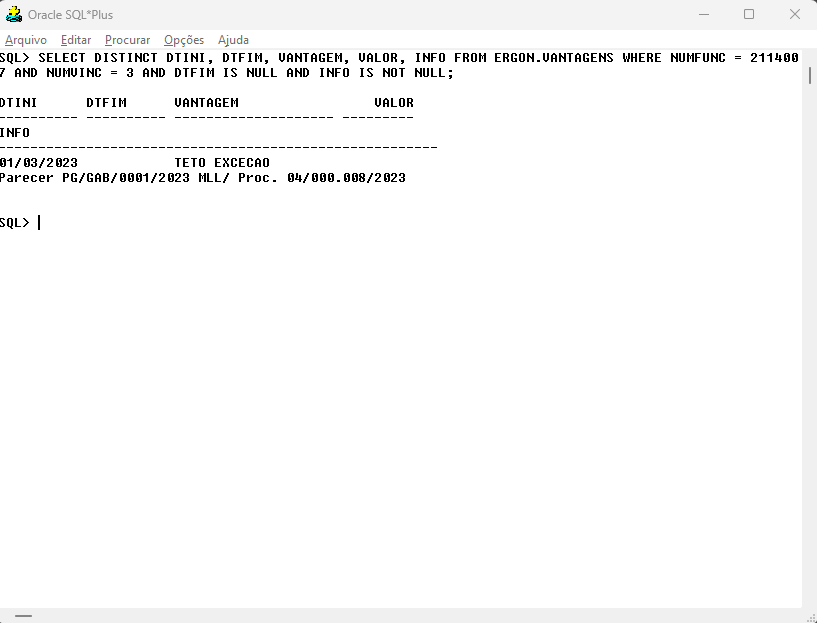 Oracle SQL*Plus
Arquivo Editar Procurar Opções Ajuda
SQL> SELECT DISTINCT DTINI, DTFIM, VANTAGEM, VALOR, INFO FROM ERGON.VANTAGENS WHERE NUMFUNC = 211400
7 AND NUMVINC = 3 AND DTFIM IS NULL AND INFO IS NOT NULL;
DTINI      DTFIM      VANTAGEM                 VALOR
---------- ---------- -------------------- ---------
INFO
-------------------------------------------------------
01/03/2023            TETO EXCECAO
Parecer PG/GAB/0001/2023 MLL/ Proc. 04/000.008/2023
SQL>